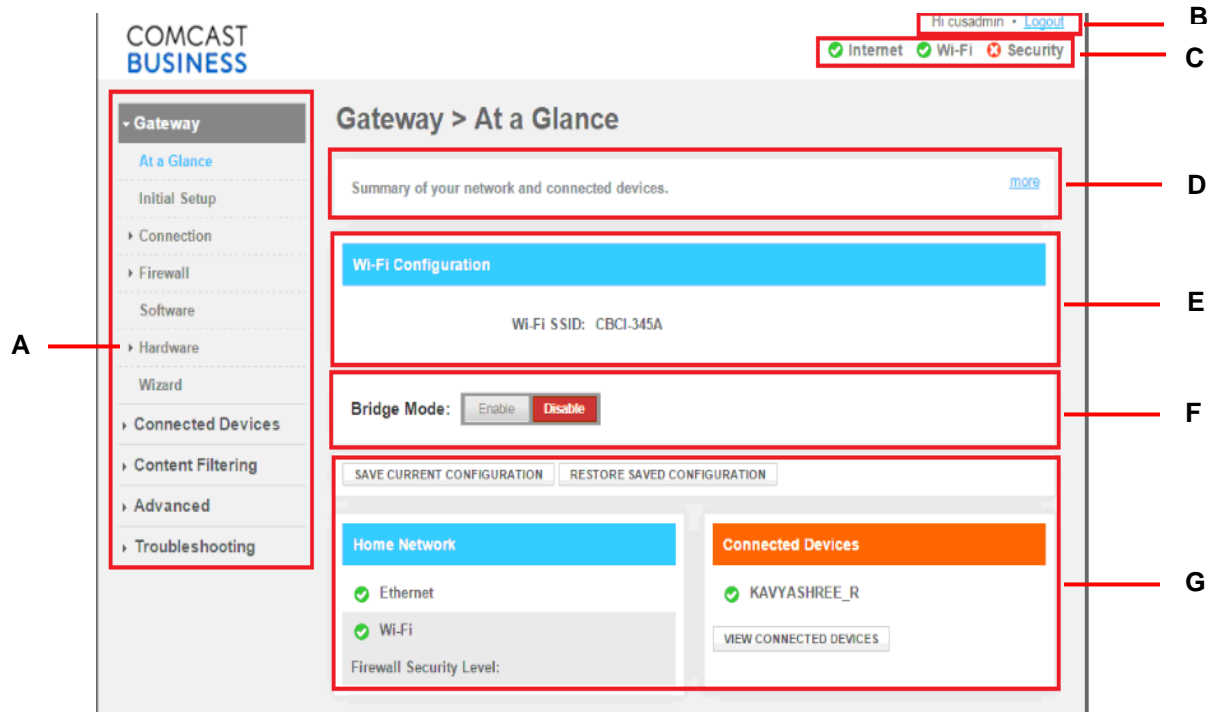 COMCAST
BUSINESS
Hi cusadmin • Logout
B
Internet Wi-Fi Security
C
Gateway
At a Glance
Initial Setup
Connection
Firewall
Software
Hardware
Wizard
Connected Devices
Content Filtering
Advanced
Troubleshooting
A
Gateway > At a Glance
Summary of your network and connected devices.
more
D
Wi-Fi Configuration
Wi-Fi SSID: CBCI-345A
E
Bridge Mode: Enable Disable
F
SAVE CURRENT CONFIGURATION RESTORE SAVED CONFIGURATION
Home Network
Ethernet
Wi-Fi
Firewall Security Level:
Connected Devices
KAVYASHREE_R
VIEW CONNECTED DEVICES
G